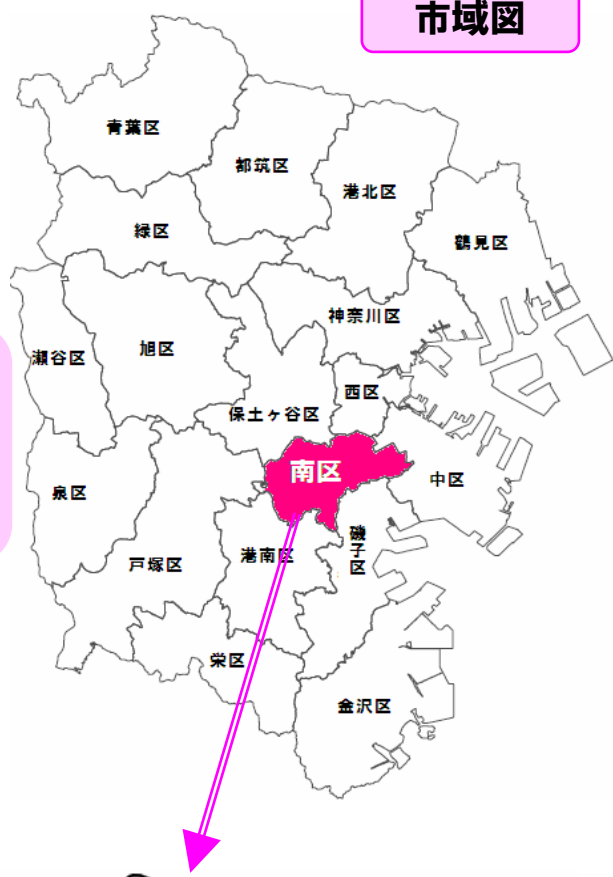 市域図
青葉区
都筑区
港北区
緑区
鶴見区
神奈川区
旭区
瀬谷区
西区
保土ヶ谷区
南区
中区
泉区
磯子区
港南区
戸塚区
栄区
金沢区